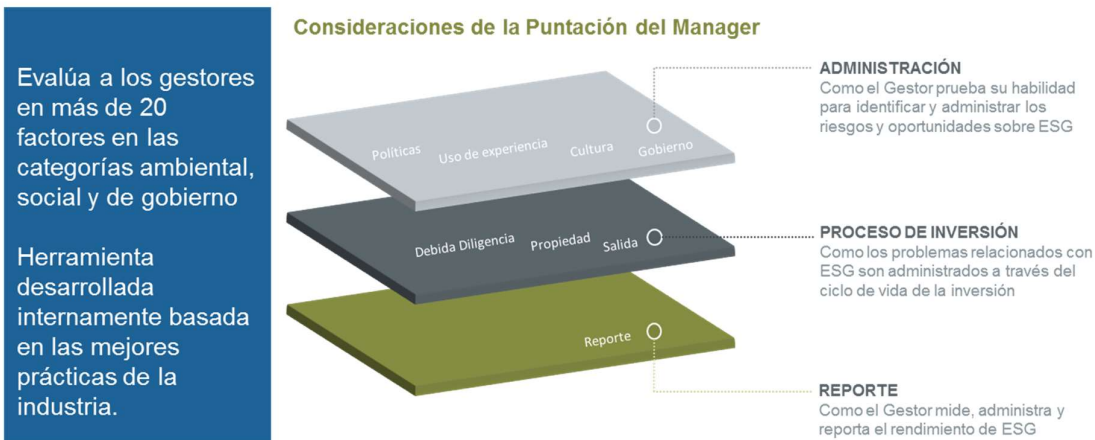 Evalúa a los gestores
en más de 20
factores en las
categorías ambiental,
social y de gobierno
Herramienta
desarrollada
internamente basada
en las mejores
prácticas de la
industria.
Consideraciones de la Puntación del Manager
Políticas Uso de experiencia Cultura Gobierno
ADMINISTRACIÓN
Como el Gestor prueba su habilidad
para identificar y administrar los
riesgos y oportunidades sobre ESG
Debida Diligencia Propiedad Salida
PROCESO DE INVERSIÓN
Como los problemas relacionados con
ESG son administrados a través del
ciclo de vida de la inversión
Reporte
REPORTE
Como el Gestor mide, administra y
reporta el rendimiento de ESG